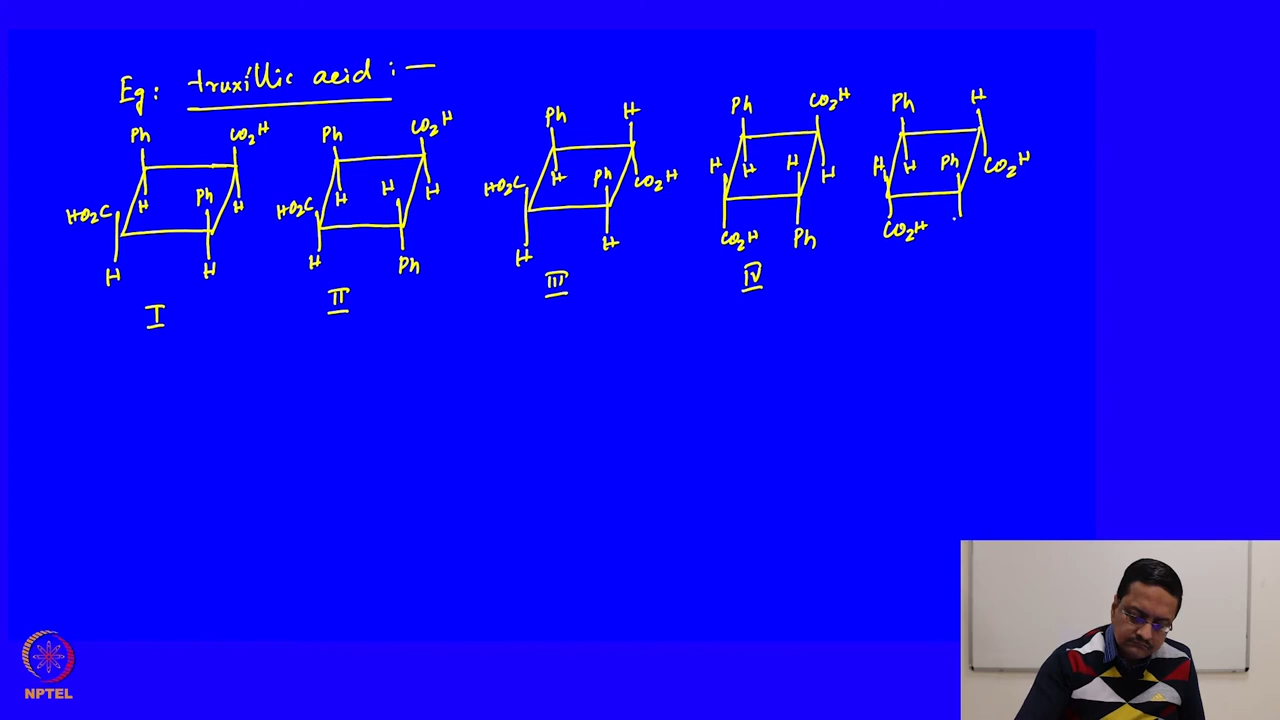 Eg: truxillic acid : —
Ph CO₂H Ph H HO₂C Ph H H H
I
Ph CO₂H HO₂C H H H H Ph
II
Ph H HO₂C H Ph CO₂H H H
III
Ph CO₂H H H H H CO₂H Ph
IV
Ph H H H Ph CO₂H CO₂H
NPTEL